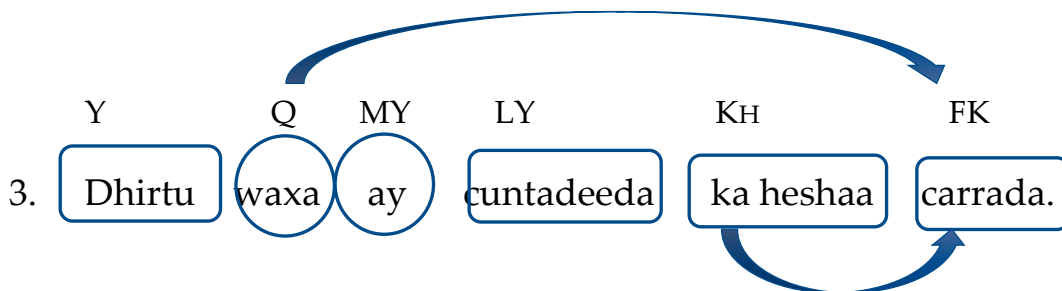 Y Q MY LY KH FK
3. Dhirtu waxa ay cuntadeeda ka heshaa carrada.